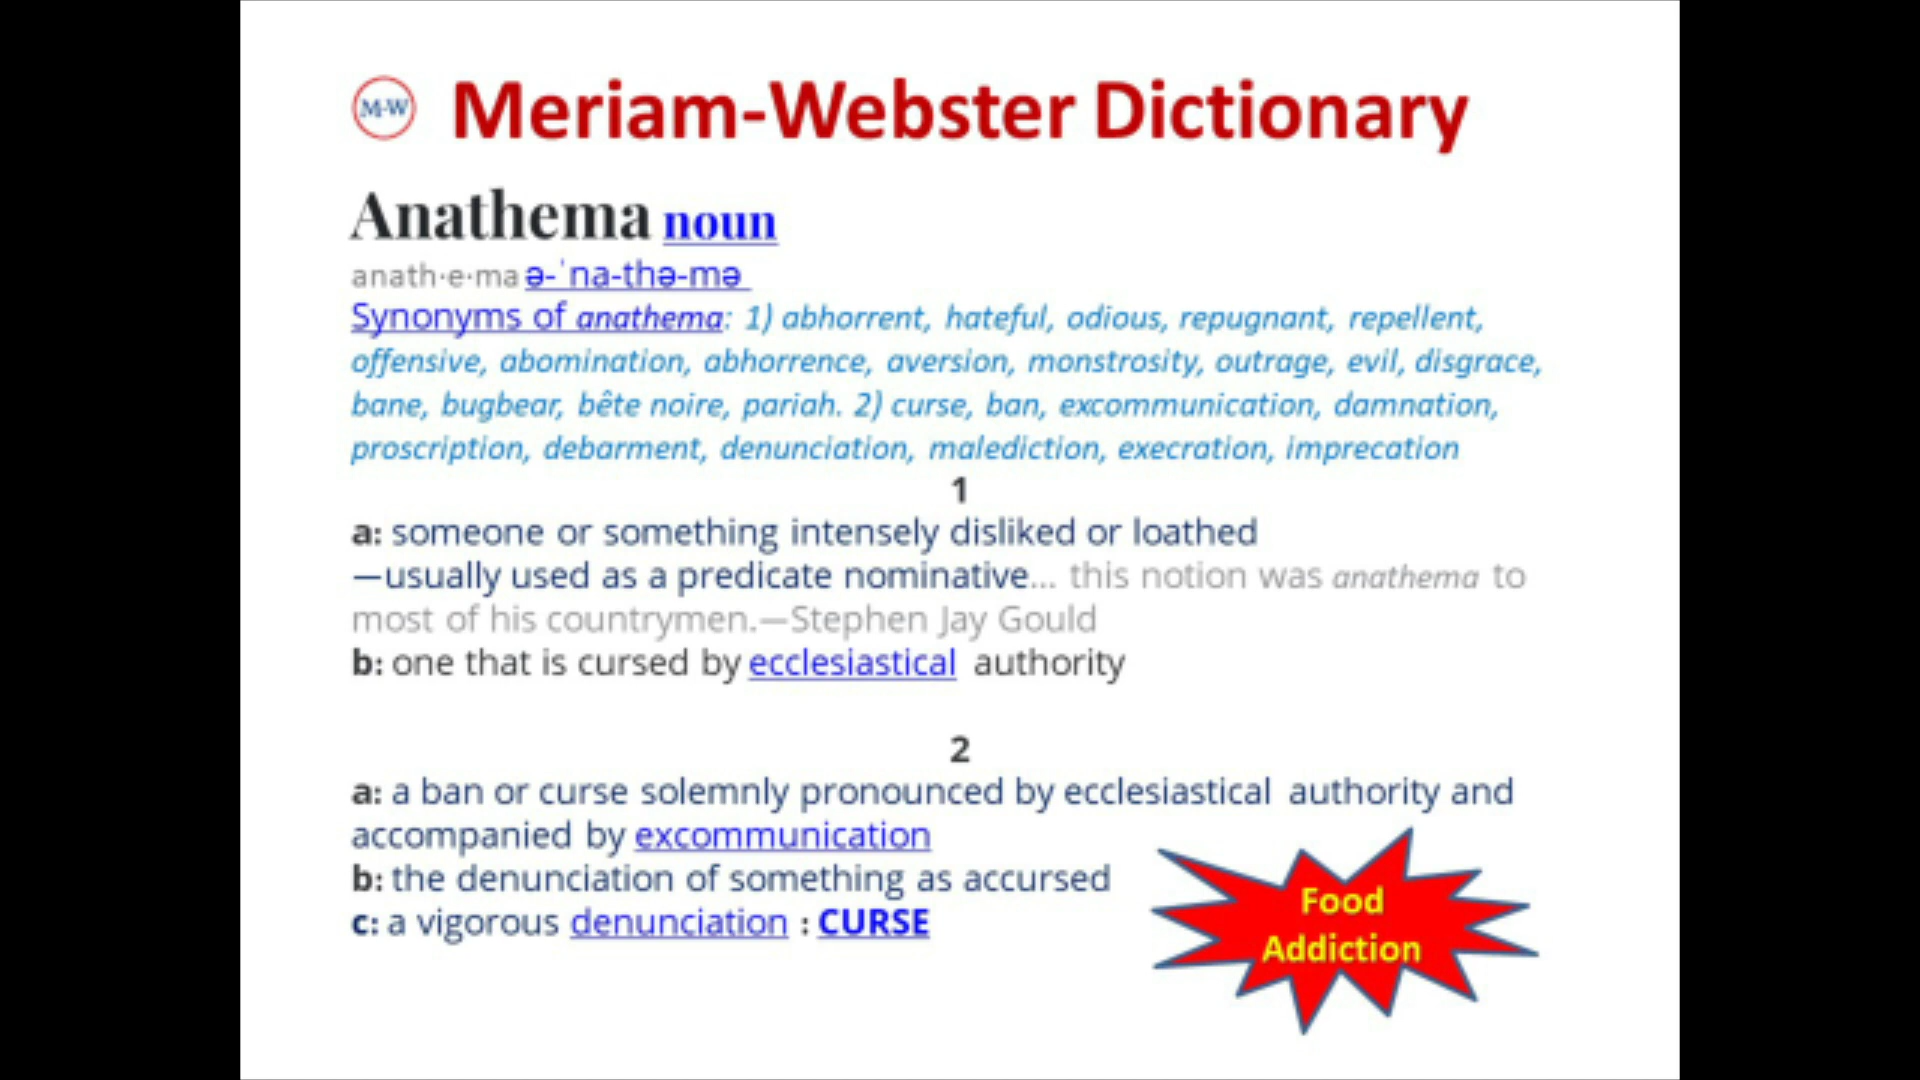 M-W Meriam-Webster Dictionary
Anathema noun
anath·e·ma ə-ˈna-thə-mə
Synonyms of anathema: 1) abhorrent, hateful, odious, repugnant, repellent,
offensive, abomination, abhorrence, aversion, monstrosity, outrage, evil, disgrace,
bane, bugbear, bête noire, pariah. 2) curse, ban, excommunication, damnation,
proscription, debarment, denunciation, malediction, execration, imprecation
1
a: someone or something intensely disliked or loathed
—usually used as a predicate nominative... this notion was anathema to
most of his countrymen.—Stephen Jay Gould
b: one that is cursed by ecclesiastical authority
2
a: a ban or curse solemnly pronounced by ecclesiastical authority and
accompanied by excommunication
b: the denunciation of something as accursed
c: a vigorous denunciation : CURSE
Food
Addiction